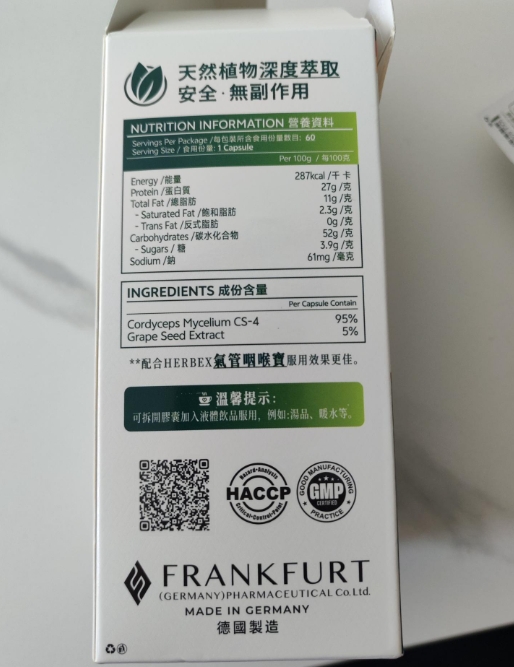 天然植物深度萃取
安全·無副作用
NUTRITION INFORMATION 營養資料
Servings Per Package /每包裝所含食用份量數目: 60
Serving Size / 食用份量: 1 Capsule
Per 100g / 每100克
Energy /能量 287kcal /千卡
Protein /蛋白質 27g /克
Total Fat /總脂肪 11g /克
- Saturated Fat /飽和脂肪 2.3g /克
- Trans Fat /反式脂肪 0g /克
Carbohydrates /碳水化合物 52g /克
- Sugars / 糖 3.9g /克
Sodium /鈉 61mg /毫克
INGREDIENTS 成份含量
Per Capsule Contain
Cordyceps Mycelium CS-4 95%
Grape Seed Extract 5%
**配合HERBEX氣管咽喉寶服用效果更佳。
溫馨提示:
可拆開膠囊加入液體飲品服用, 例如:湯品、暖水等。
Hazard-Analysis
HACCP
Critical-Control-Point
GOOD MANUFACTURING
GMP
CERTIFIED
PRACTICE
FRANKFURT
(GERMANY)PHARMACEUTICAL Co. Ltd.
MADE IN GERMANY
德國製造